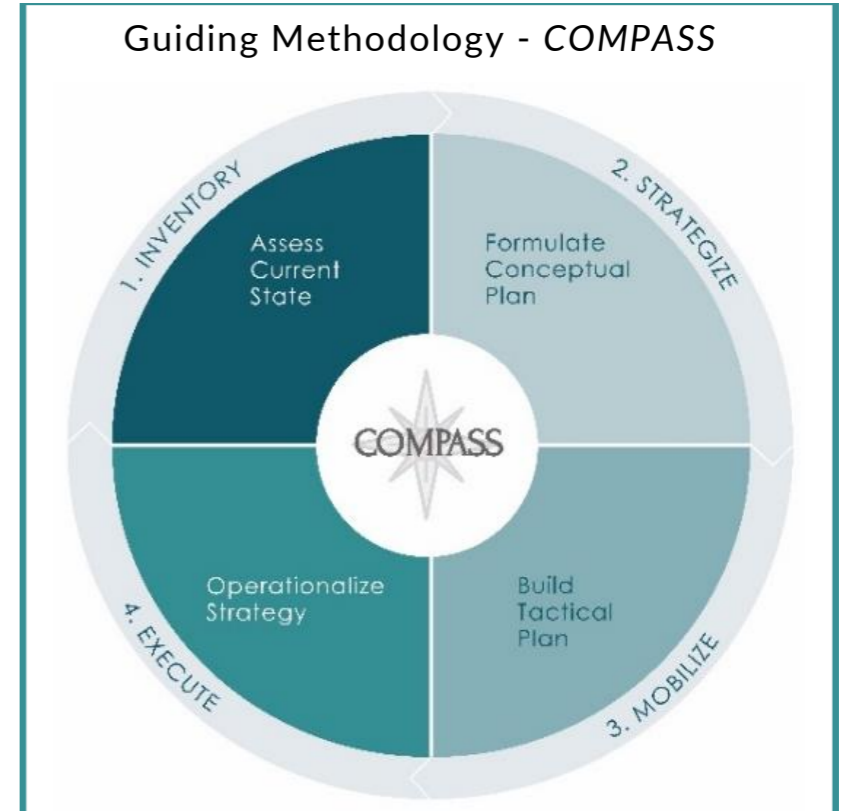 Guiding Methodology - COMPASS
1. INVENTORY
Assess
Current
State
2. STRATEGIZE
Formulate
Conceptual
Plan
COMPASS
Operationalize
Strategy
4. EXECUTE
Build
Tactical
Plan
3. MOBILIZE